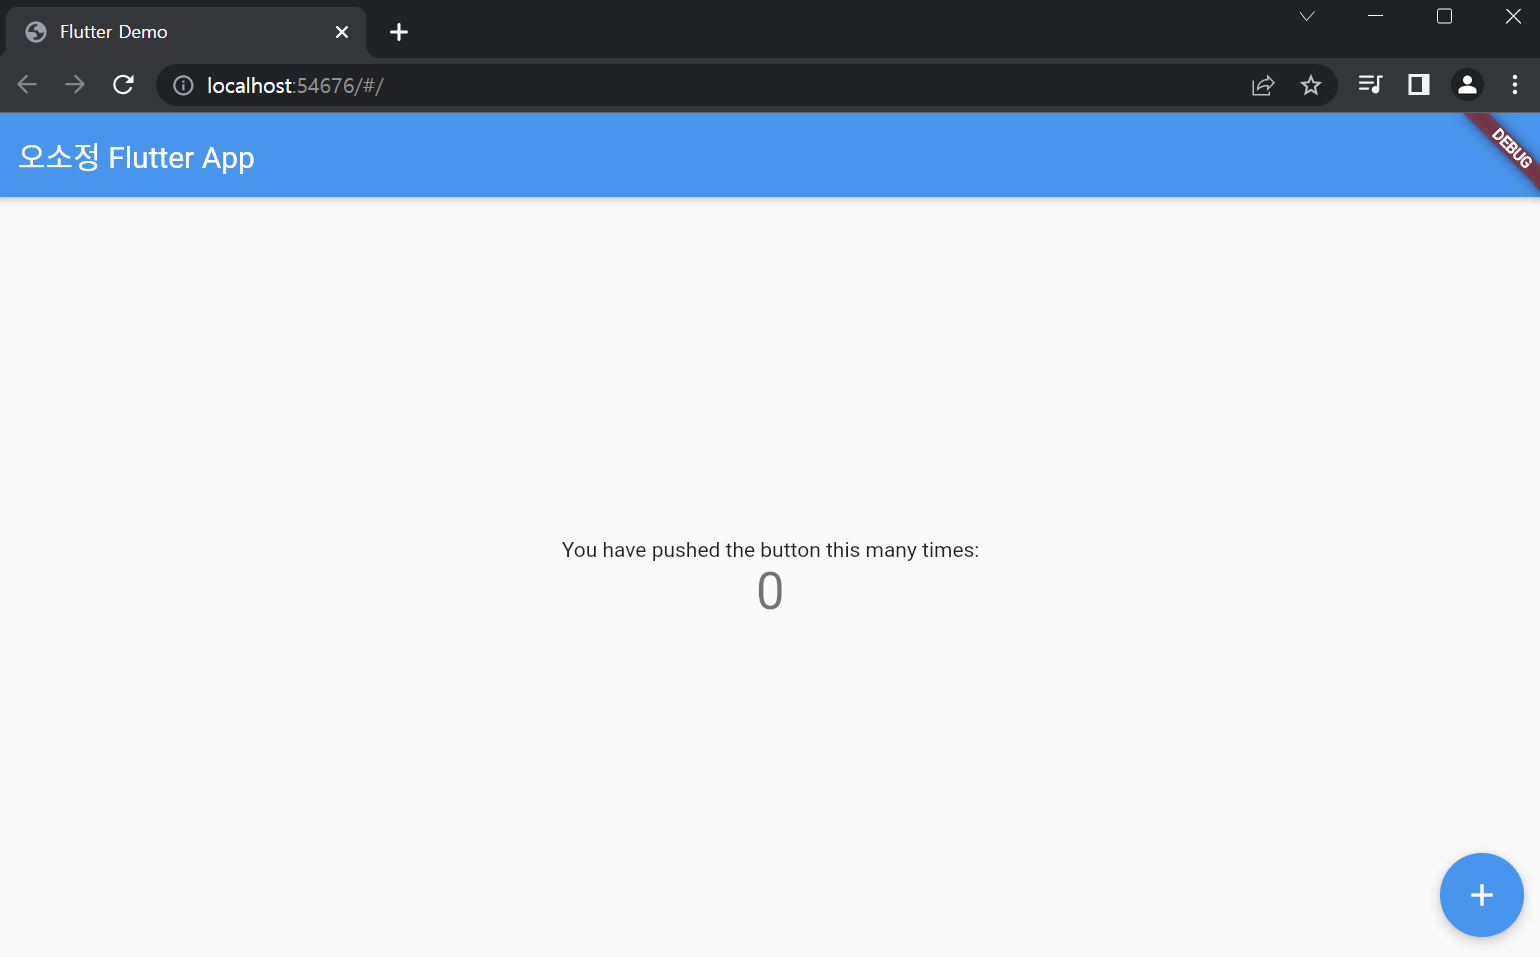 Flutter Demo
localhost:54676/#/
오소정 Flutter App
DEBUG
You have pushed the button this many times:
0